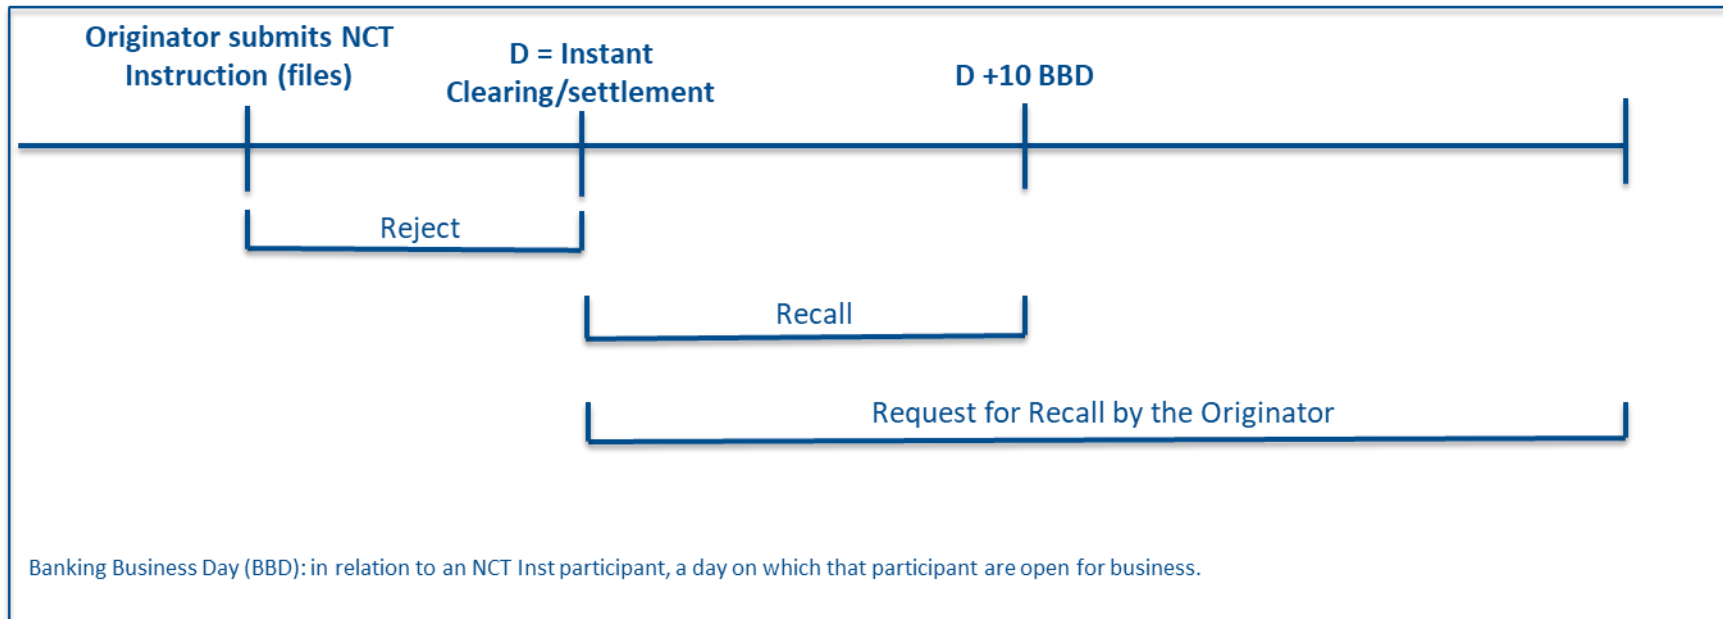 Originator submits NCT
Instruction (files)
D = Instant
Clearing/settlement
D +10 BBD
Reject
Recall
Request for Recall by the Originator
Banking Business Day (BBD): in relation to an NCT Inst participant, a day on which that participant are open for business.